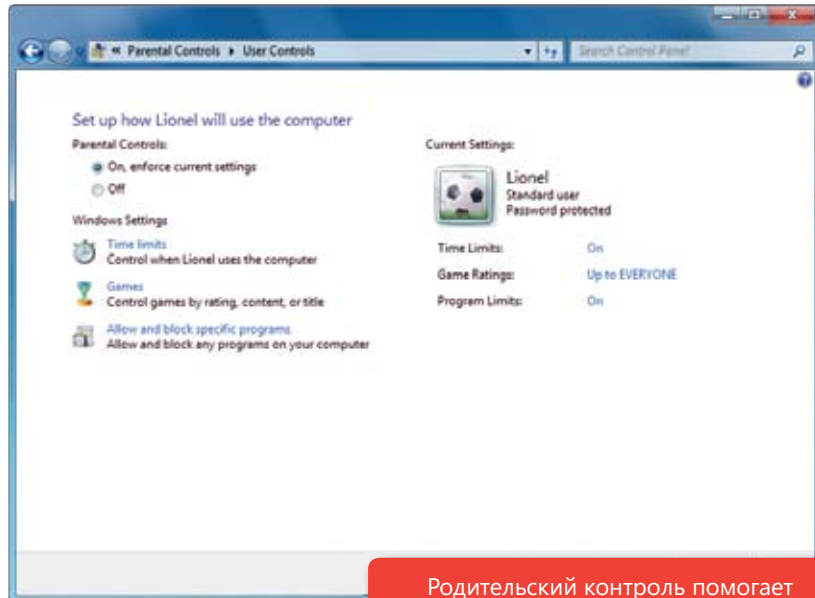 « Parental Controls ▸ User Controls
Search Control Panel
Set up how Lionel will use the computer
Parental Controls:
On, enforce current settings
Off
Windows Settings
Time limits
Control when Lionel uses the computer
Games
Control games by rating, content, or title
Allow and block specific programs
Allow and block any programs on your computer
Current Settings:
Lionel
Standard user
Password protected
Time Limits: On
Game Ratings: Up to EVERYONE
Program Limits: On
Родительский контроль помогает